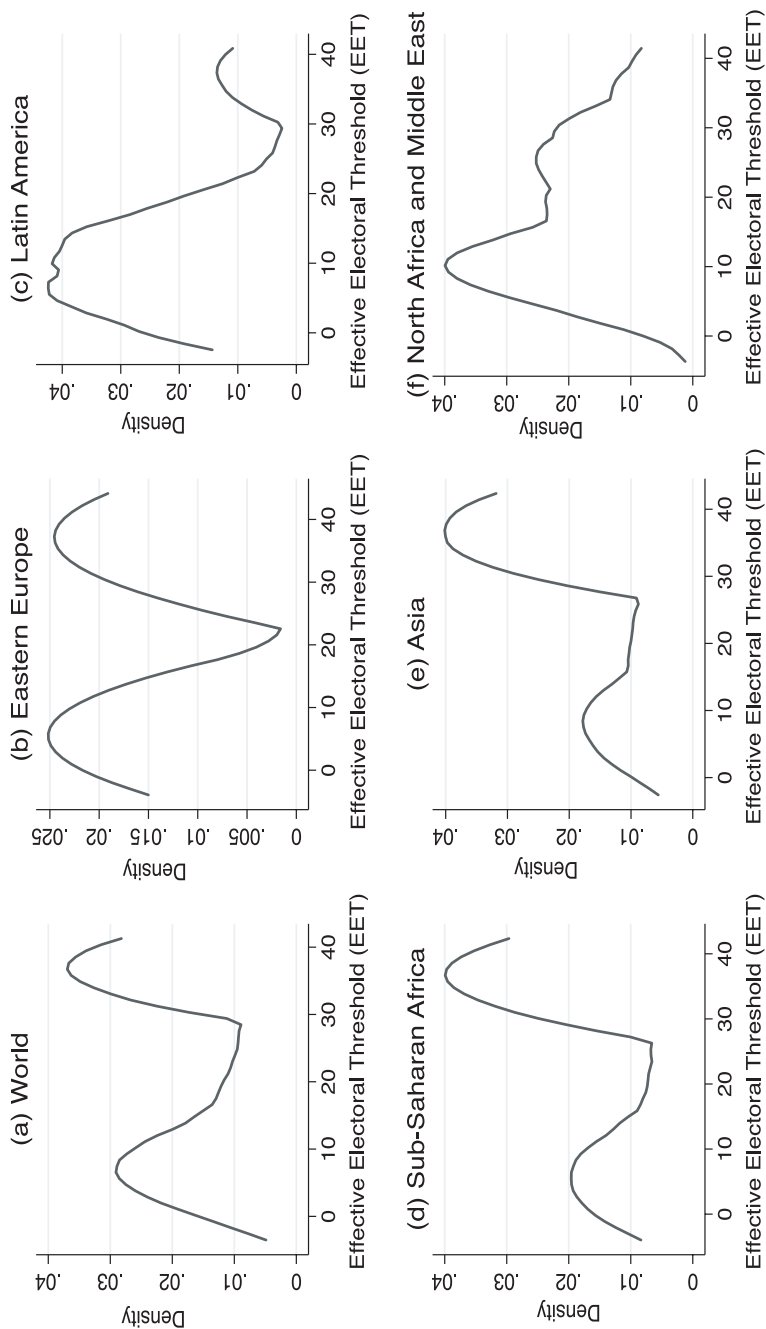 (a) World
Density
0 .01 .02 .03 .04
0 10 20 30 40
Effective Electoral Threshold (EET)
(b) Eastern Europe
Density
0 .005 .01 .015 .02 .025
0 10 20 30 40
Effective Electoral Threshold (EET)
(c) Latin America
Density
0 .01 .02 .03 .04
0 10 20 30 40
Effective Electoral Threshold (EET)
(d) Sub-Saharan Africa
Density
0 .01 .02 .03 .04
0 10 20 30 40
Effective Electoral Threshold (EET)
(e) Asia
Density
0 .01 .02 .03 .04
0 10 20 30 40
Effective Electoral Threshold (EET)
(f) North Africa and Middle East
Density
0 .01 .02 .03 .04
0 10 20 30 40
Effective Electoral Threshold (EET)